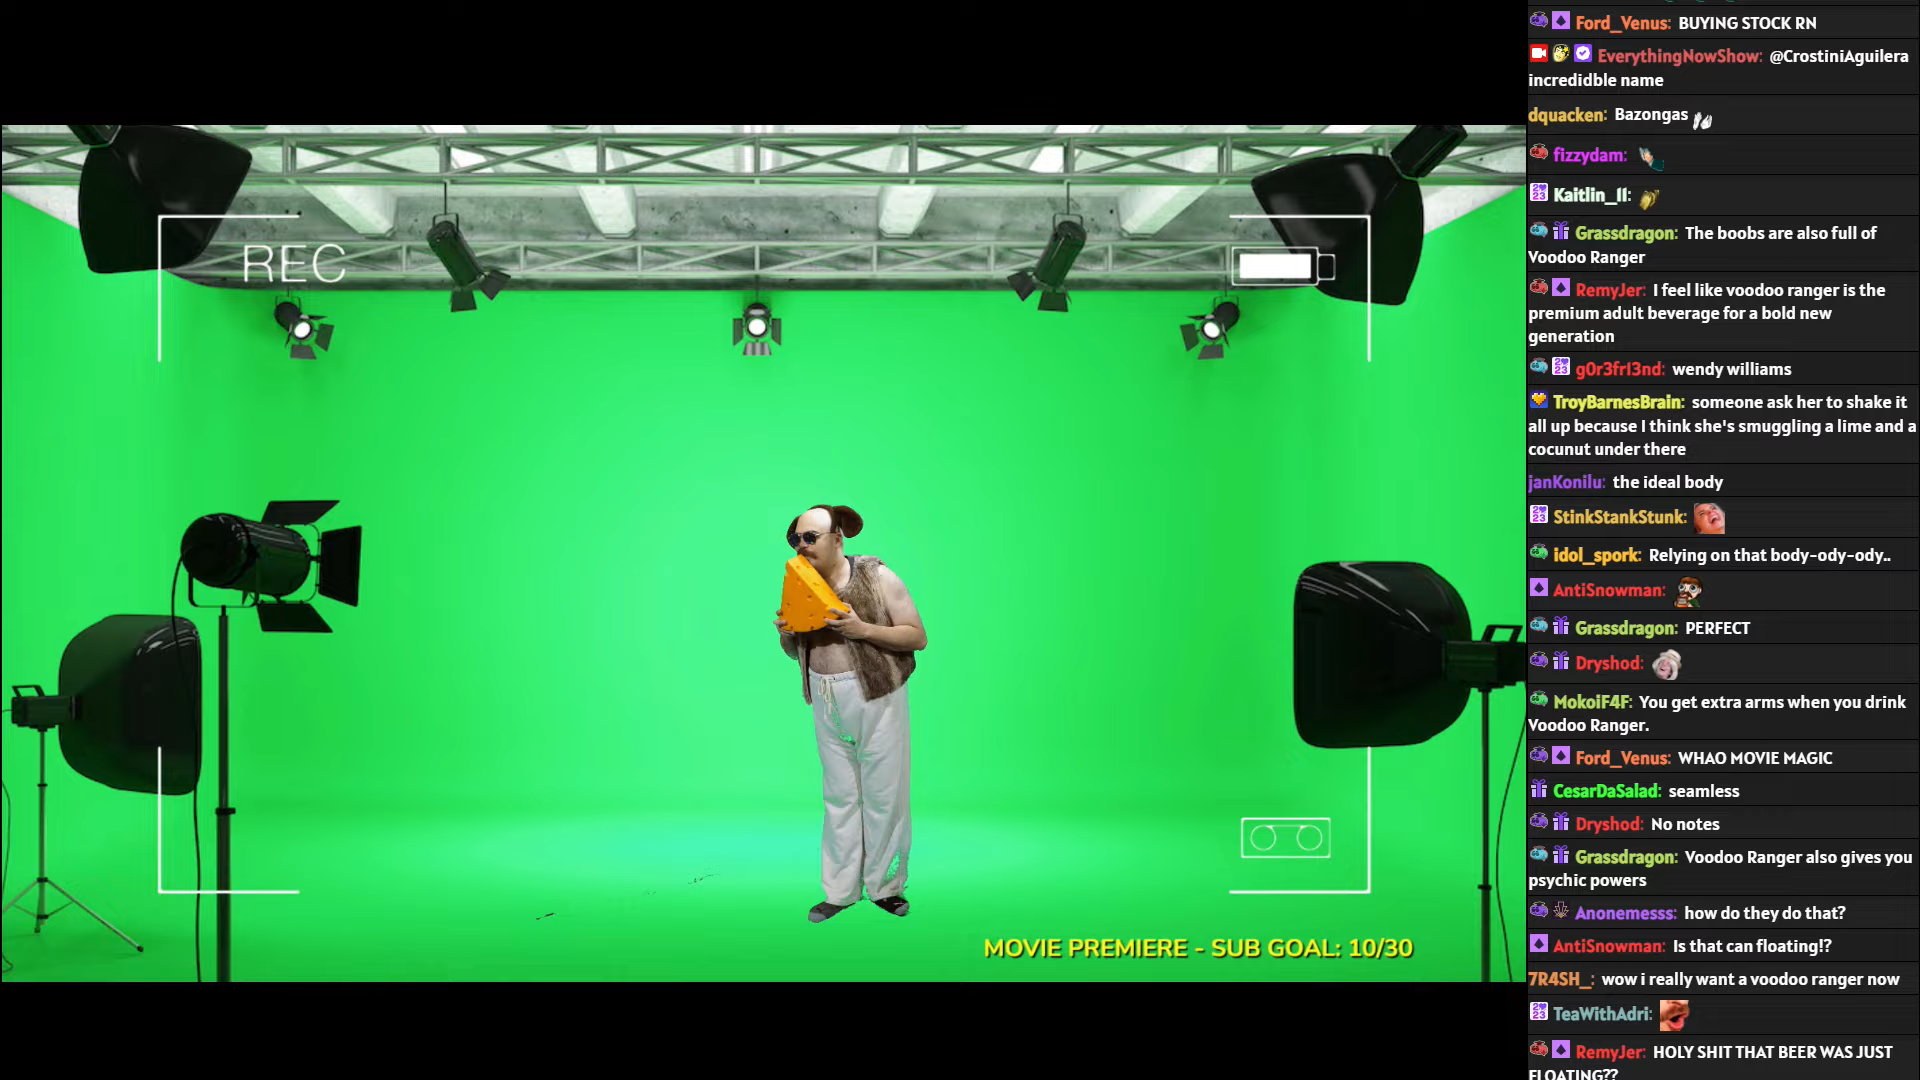 REC
MOVIE PREMIERE - SUB GOAL: 10/30
Ford_Venus: BUYING STOCK RN
EverythingNowShow: @CrostiniAguilera
incredidble name
dquacken: Bazongas
fizzydam:
Kaitlin_ll:
Grassdragon: The boobs are also full of
Voodoo Ranger
RemyJer: I feel like voodoo ranger is the
premium adult beverage for a bold new
generation
g0r3fr13nd: wendy williams
TroyBarnesBrain: someone ask her to shake it
all up because I think she's smuggling a lime and a
cocunut under there
janKonilu: the ideal body
StinkStankStunk:
idol_spork: Relying on that body-ody-ody..
AntiSnowman:
Grassdragon: PERFECT
Dryshod:
MokoiF4F: You get extra arms when you drink
Voodoo Ranger.
Ford_Venus: WHAO MOVIE MAGIC
CesarDaSalad: seamless
Dryshod: No notes
Grassdragon: Voodoo Ranger also gives you
psychic powers
Anonemesss: how do they do that?
AntiSnowman: Is that can floating!?
7R4SH_: wow i really want a voodoo ranger now
TeaWithAdri:
RemyJer: HOLY SHIT THAT BEER WAS JUST
FLOATING??